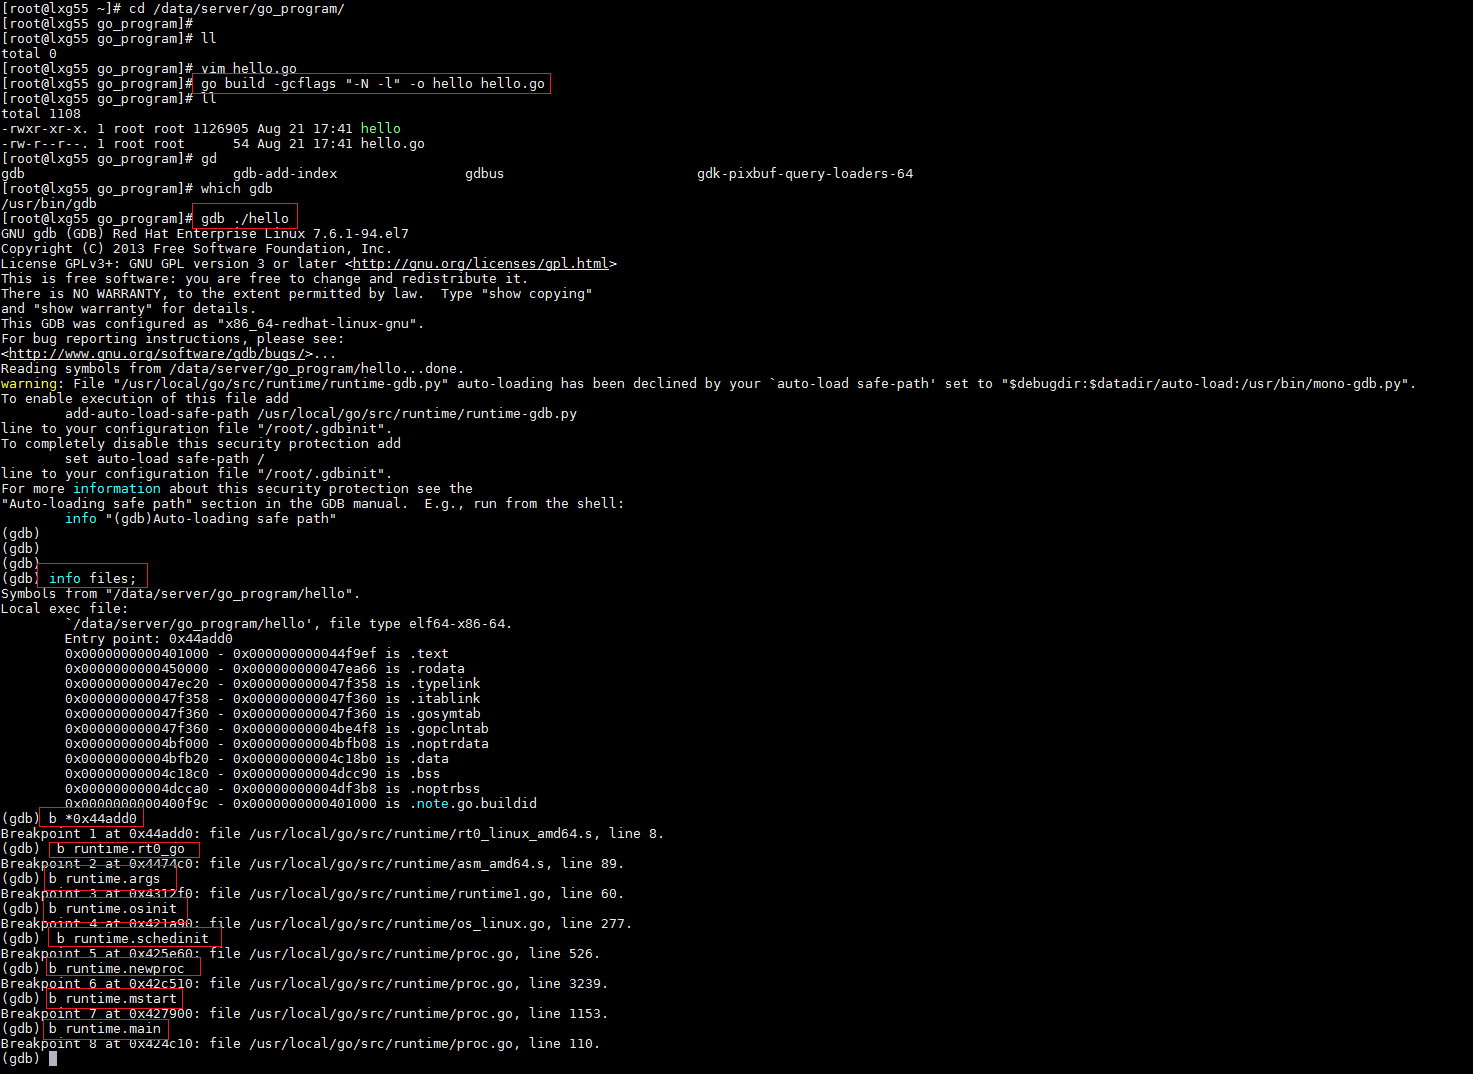 [root@lxg55 ~]# cd /data/server/go_program/
[root@lxg55 go_program]#
[root@lxg55 go_program]# ll
total 0
[root@lxg55 go_program]# vim hello.go
[root@lxg55 go_program]# go build -gcflags "-N -l" -o hello hello.go
[root@lxg55 go_program]# ll
total 1108
-rwxr-xr-x. 1 root root 1126905 Aug 21 17:41 hello
-rw-r--r--. 1 root root      54 Aug 21 17:41 hello.go
[root@lxg55 go_program]# gd
gdb                          gdb-add-index                gdbus                        gdk-pixbuf-query-loaders-64
[root@lxg55 go_program]# which gdb
/usr/bin/gdb
[root@lxg55 go_program]# gdb ./hello
GNU gdb (GDB) Red Hat Enterprise Linux 7.6.1-94.el7
Copyright (C) 2013 Free Software Foundation, Inc.
License GPLv3+: GNU GPL version 3 or later <http://gnu.org/licenses/gpl.html>
This is free software: you are free to change and redistribute it.
There is NO WARRANTY, to the extent permitted by law.  Type "show copying"
and "show warranty" for details.
This GDB was configured as "x86_64-redhat-linux-gnu".
For bug reporting instructions, please see:
<http://www.gnu.org/software/gdb/bugs/>...
Reading symbols from /data/server/go_program/hello...done.
warning: File "/usr/local/go/src/runtime/runtime-gdb.py" auto-loading has been declined by your `auto-load safe-path' set to "$debugdir:$datadir/auto-load:/usr/bin/mono-gdb.py".
To enable execution of this file add
        add-auto-load-safe-path /usr/local/go/src/runtime/runtime-gdb.py
line to your configuration file "/root/.gdbinit".
To completely disable this security protection add
        set auto-load safe-path /
line to your configuration file "/root/.gdbinit".
For more information about this security protection see the
"Auto-loading safe path" section in the GDB manual.  E.g., run from the shell:
        info "(gdb)Auto-loading safe path"
(gdb)
(gdb)
(gdb)
(gdb) info files;
Symbols from "/data/server/go_program/hello".
Local exec file:
        `/data/server/go_program/hello', file type elf64-x86-64.
        Entry point: 0x44add0
        0x0000000000401000 - 0x000000000044f9ef is .text
        0x0000000000450000 - 0x000000000047ea66 is .rodata
        0x000000000047ec20 - 0x000000000047f358 is .typelink
        0x000000000047f358 - 0x000000000047f360 is .itablink
        0x000000000047f360 - 0x000000000047f360 is .gosymtab
        0x000000000047f360 - 0x00000000004be4f8 is .gopclntab
        0x00000000004bf000 - 0x00000000004bfb08 is .noptrdata
        0x00000000004bfb20 - 0x00000000004c18b0 is .data
        0x00000000004c18c0 - 0x00000000004dcc90 is .bss
        0x00000000004dcca0 - 0x00000000004df3b8 is .noptrbss
        0x0000000000400f9c - 0x0000000000401000 is .note.go.buildid
(gdb) b *0x44add0
Breakpoint 1 at 0x44add0: file /usr/local/go/src/runtime/rt0_linux_amd64.s, line 8.
(gdb)  b runtime.rt0_go
Breakpoint 2 at 0x4474c0: file /usr/local/go/src/runtime/asm_amd64.s, line 89.
(gdb) b runtime.args
Breakpoint 3 at 0x4312f0: file /usr/local/go/src/runtime/runtime1.go, line 60.
(gdb) b runtime.osinit
Breakpoint 4 at 0x421a90: file /usr/local/go/src/runtime/os_linux.go, line 277.
(gdb)  b runtime.schedinit
Breakpoint 5 at 0x425e60: file /usr/local/go/src/runtime/proc.go, line 526.
(gdb) b runtime.newproc
Breakpoint 6 at 0x42c510: file /usr/local/go/src/runtime/proc.go, line 3239.
(gdb) b runtime.mstart
Breakpoint 7 at 0x427900: file /usr/local/go/src/runtime/proc.go, line 1153.
(gdb) b runtime.main
Breakpoint 8 at 0x424c10: file /usr/local/go/src/runtime/proc.go, line 110.
(gdb)